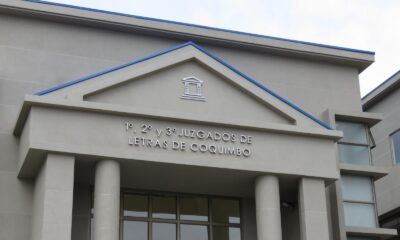 1º, 2º y 3º JUZGADOS DE
LETRAS DE COQUIMBO